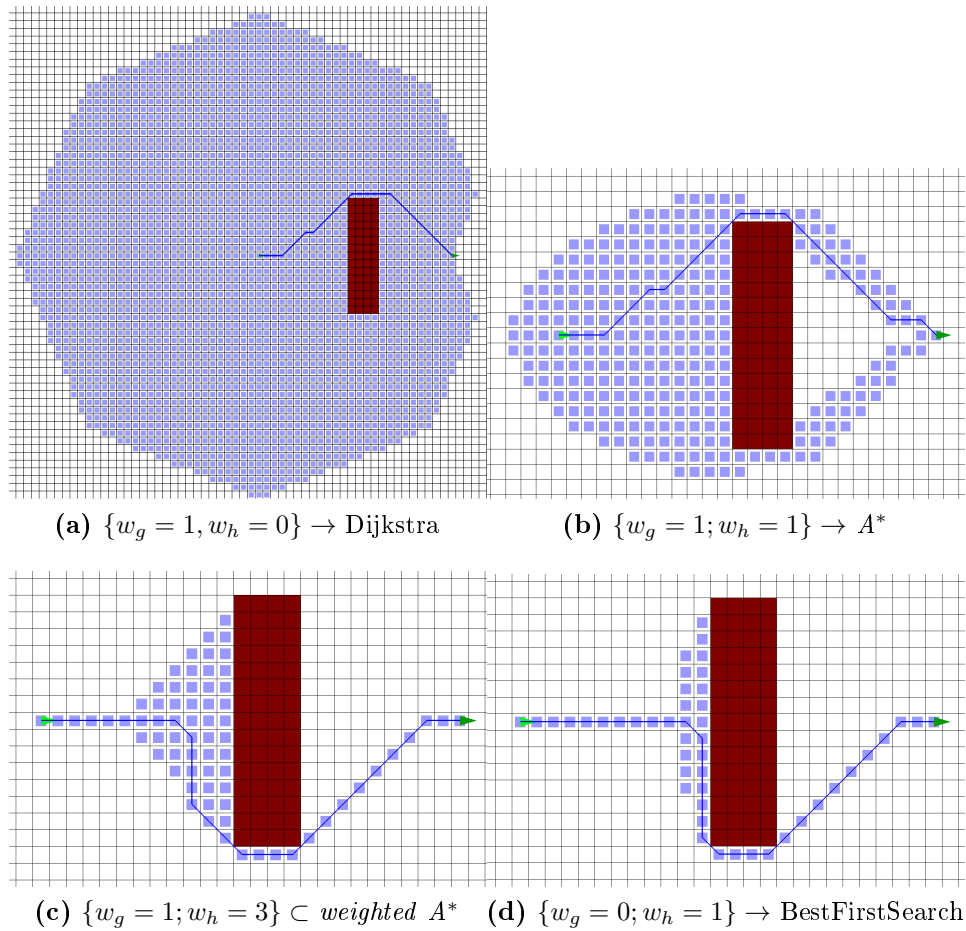 (a) {w_g = 1, w_h = 0} → Dijkstra
(b) {w_g = 1; w_h = 1} → A*
(c) {w_g = 1; w_h = 3} ⊂ weighted A*
(d) {w_g = 0; w_h = 1} → BestFirstSearch